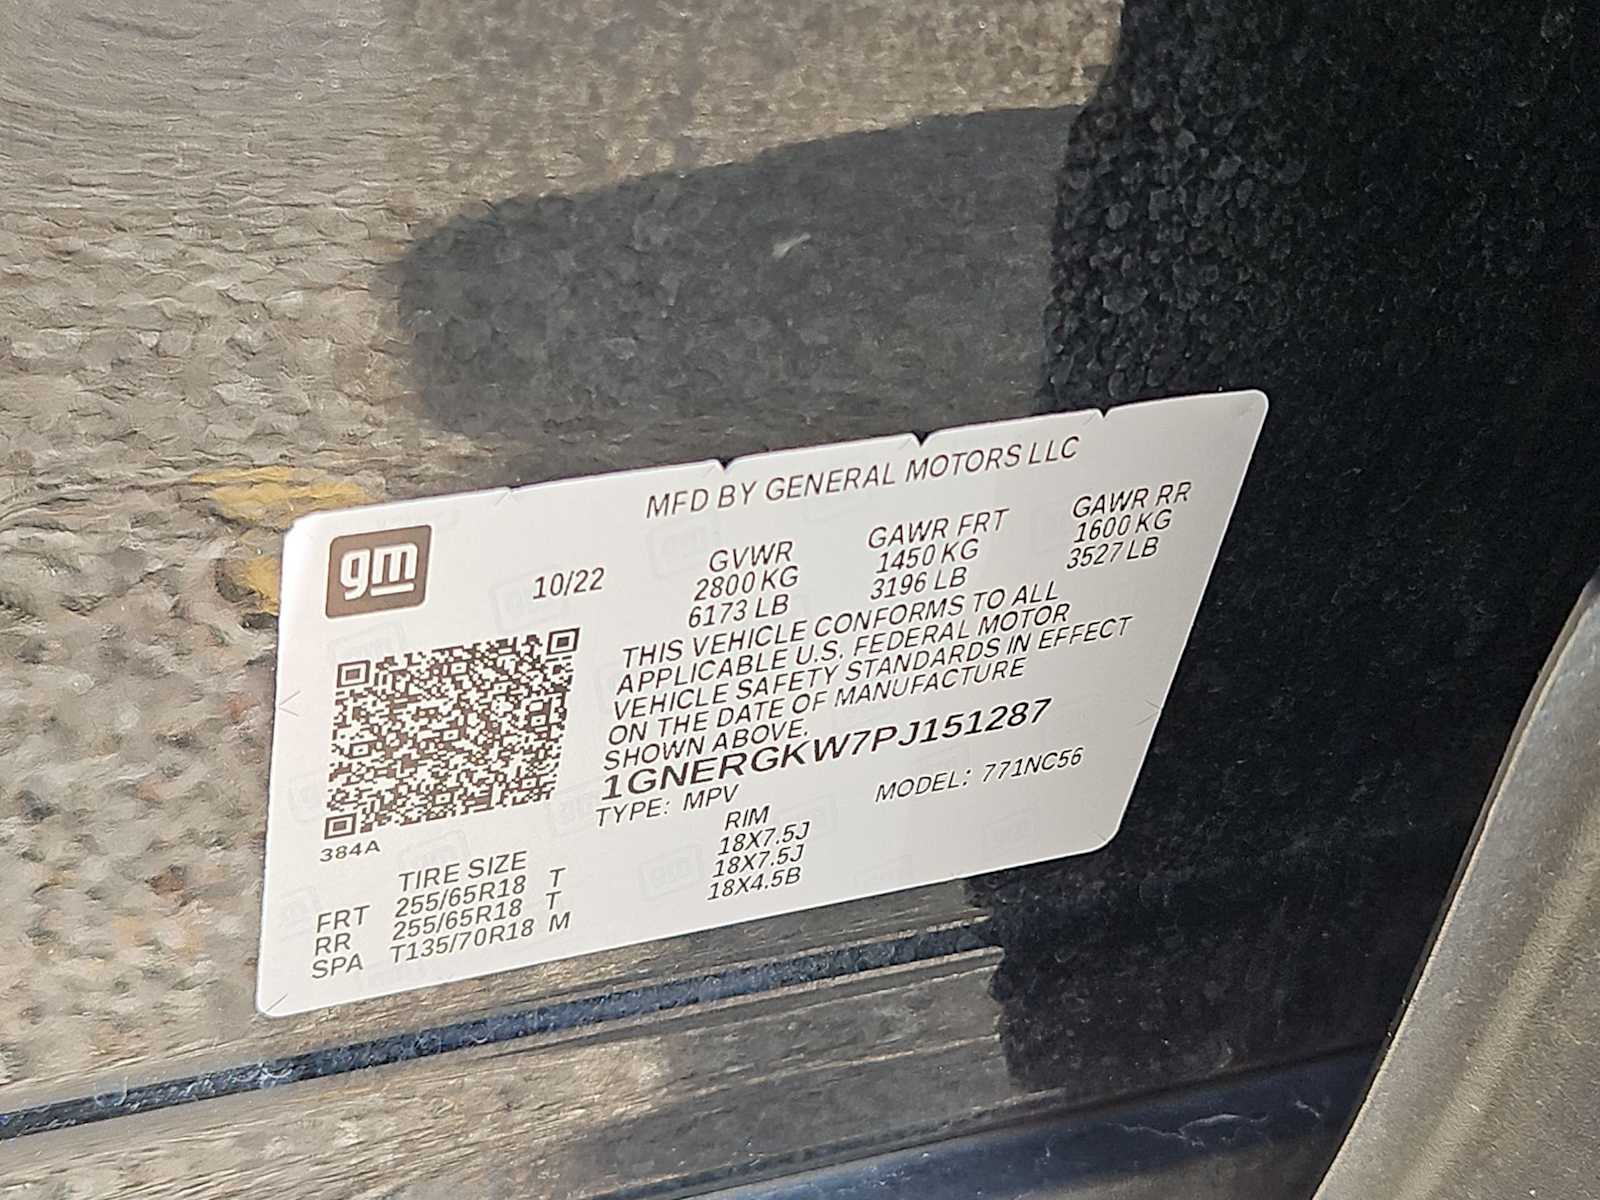 MFD BY GENERAL MOTORS LLC
gm
10/22
GVWR
2800 KG
6173 LB
GAWR FRT
1450 KG
3196 LB
GAWR RR
1600 KG
3527 LB
THIS VEHICLE CONFORMS TO ALL
APPLICABLE U.S. FEDERAL MOTOR
VEHICLE SAFETY STANDARDS IN EFFECT
ON THE DATE OF MANUFACTURE
SHOWN ABOVE.
1GNERGKW7PJ151287
TYPE: MPV
MODEL: 771NC56
384A
TIRE SIZE
RIM
FRT 255/65R18 T 18X7.5J
RR 255/65R18 T 18X7.5J
SPA T135/70R18 M 18X4.5B